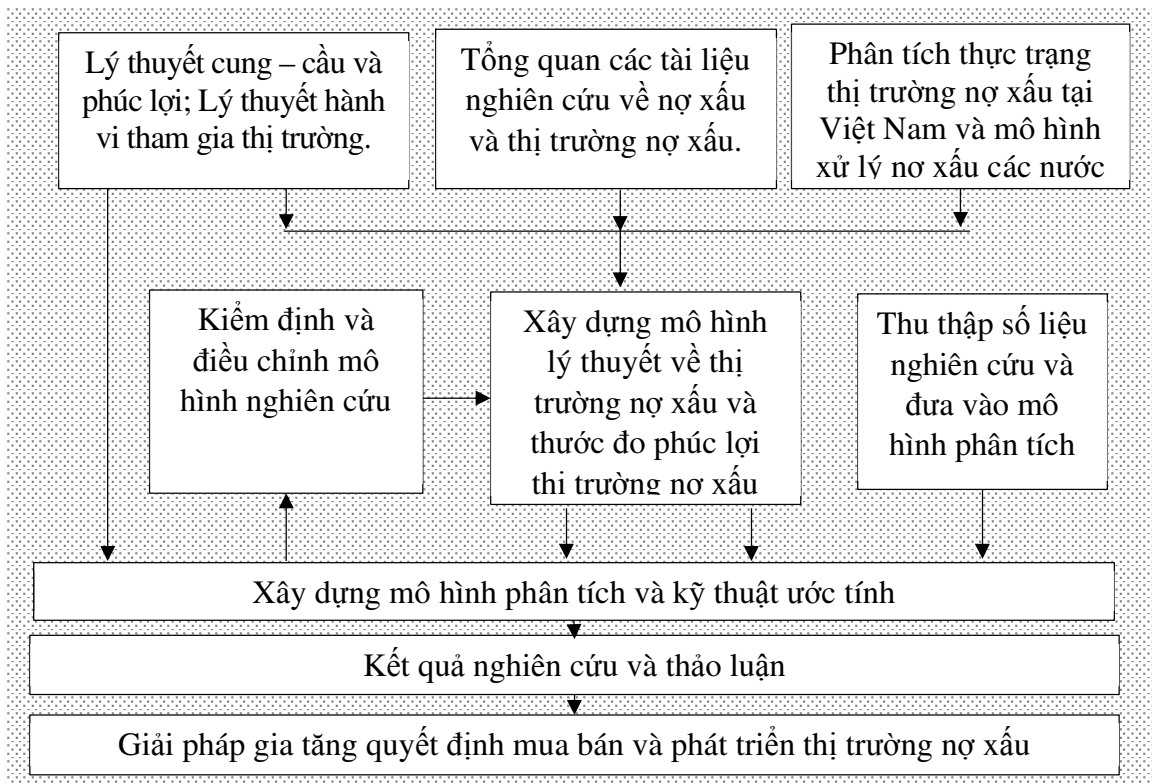 Lý thuyết cung – cầu và
phúc lợi; Lý thuyết hành
vi tham gia thị trường.
Tổng quan các tài liệu
nghiên cứu về nợ xấu
và thị trường nợ xấu.
Phân tích thực trạng
thị trường nợ xấu tại
Việt Nam và mô hình
xử lý nợ xấu các nước
Kiểm định và
điều chỉnh mô
hình nghiên cứu
Xây dựng mô hình
lý thuyết về thị
trường nợ xấu và
thước đo phúc lợi
thị trường nợ xấu
Thu thập số liệu
nghiên cứu và
đưa vào mô
hình phân tích
Xây dựng mô hình phân tích và kỹ thuật ước tính
Kết quả nghiên cứu và thảo luận
Giải pháp gia tăng quyết định mua bán và phát triển thị trường nợ xấu